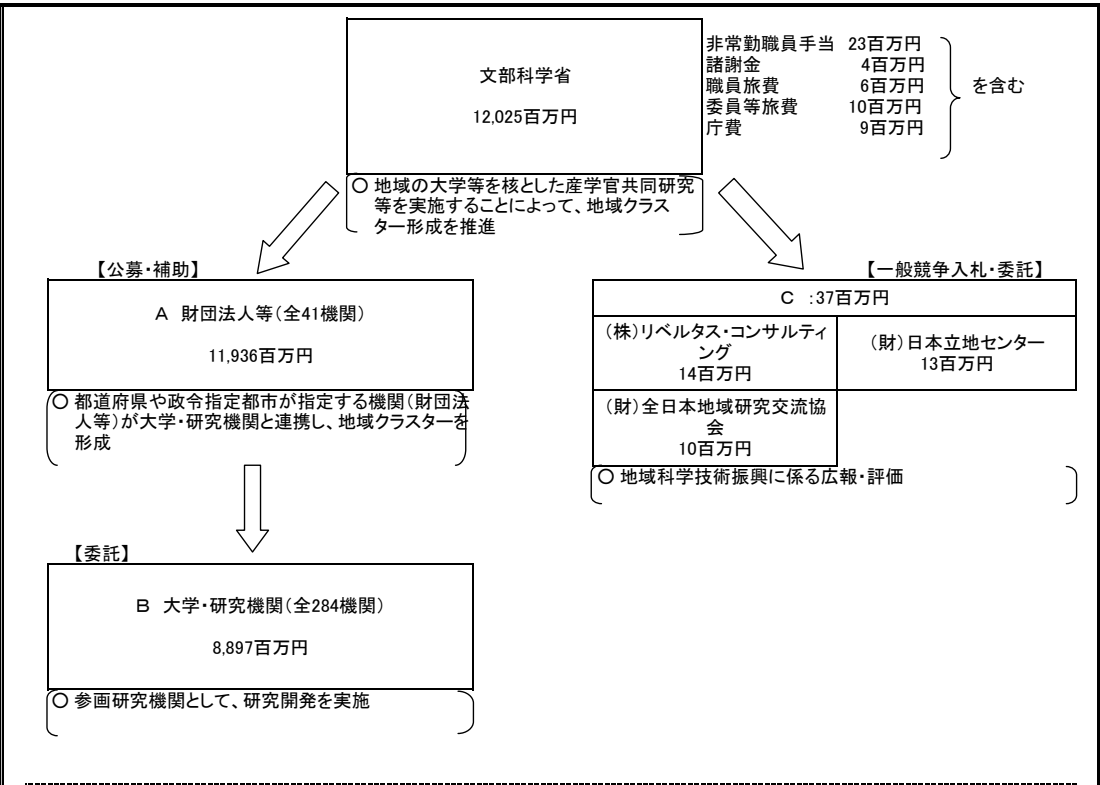 文部科学省
12,025百万円
非常勤職員手当 23百万円
諸謝金 4百万円
職員旅費 6百万円
委員等旅費 10百万円
庁費 9百万円
を含む
○ 地域の大学等を核とした産学官共同研究
等を実施することによって、地域クラス
ター形成を推進
【公募・補助】
A 財団法人等(全41機関)
11,936百万円
○ 都道府県や政令指定都市が指定する機関(財団法
人等)が大学・研究機関と連携し、地域クラスターを
形成
【委託】
B 大学・研究機関(全284機関)
8,897百万円
○ 参画研究機関として、研究開発を実施
【一般競争入札・委託】
C :37百万円
(株)リベルタス・コンサルティ
ング
14百万円
(財)日本立地センター
13百万円
(財)全日本地域研究交流協
会
10百万円
○ 地域科学技術振興に係る広報・評価